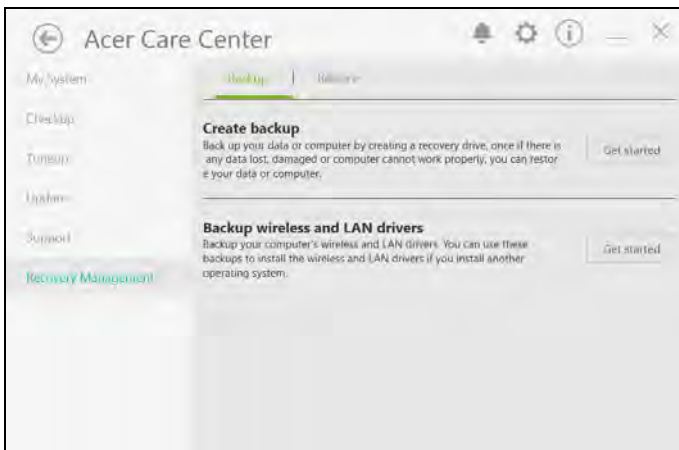 Acer Care Center
My System
Backup
Restore
Checkup
Create backup
Back up your data or computer by creating a recovery drive, once if there is
any data lost, damaged or computer cannot work properly, you can restor
e your data or computer.
Get started
Tuneup
Update
Backup wireless and LAN drivers
Backup your computer's wireless and LAN drivers. You can use these
backups to install the wireless and LAN drivers if you install another
operating system.
Get started
Support
Recovery Management